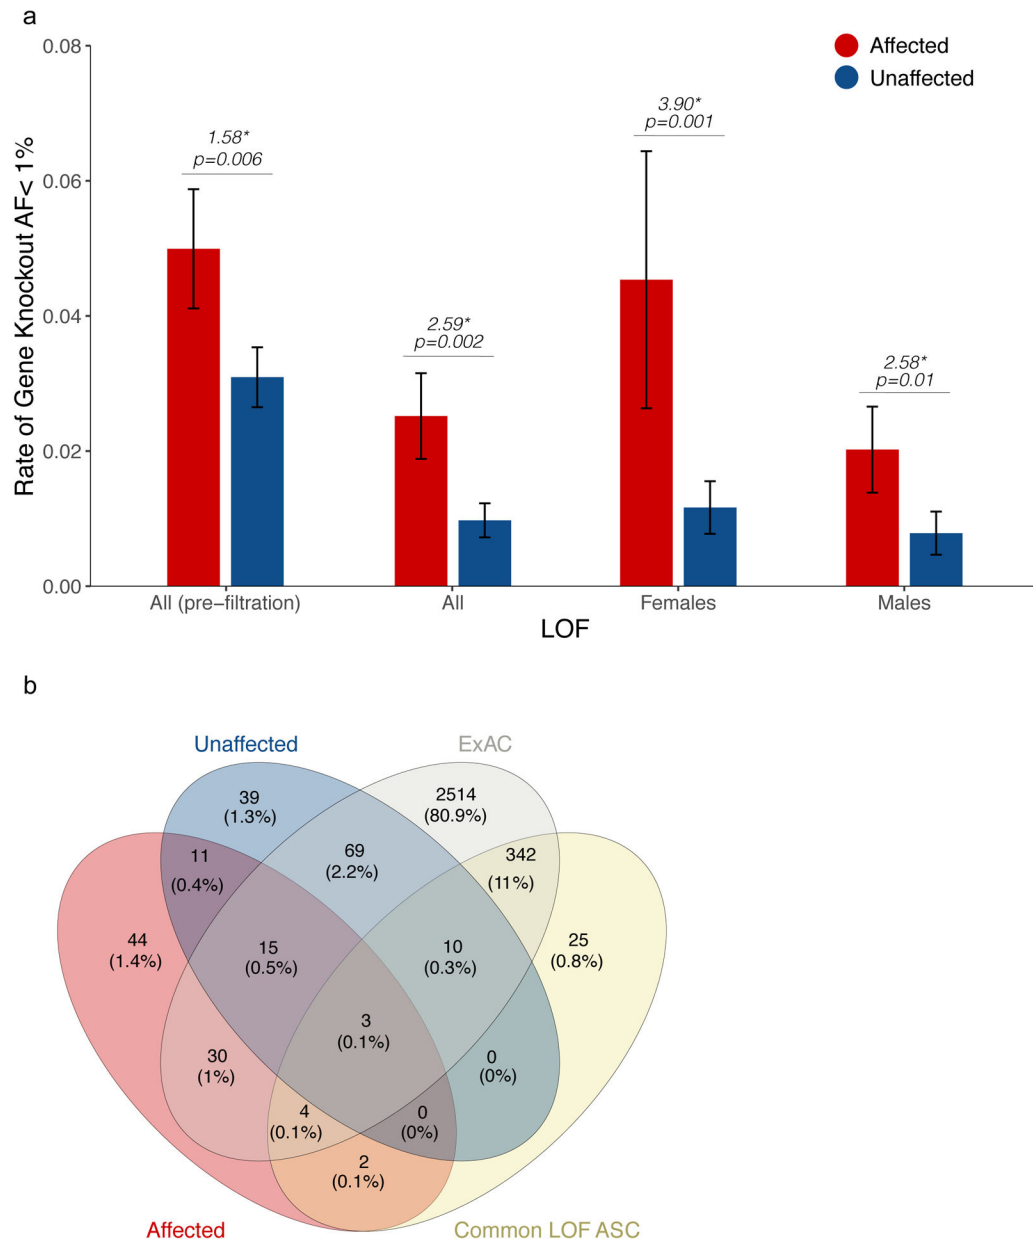 a
Affected
Unaffected
Rate of Gene Knockout AF< 1%
0.08
0.06
0.04
0.02
0.00
1.58*
p=0.006
2.59*
p=0.002
3.90*
p=0.001
2.58*
p=0.01
All (pre−filtration)
All
Females
Males
LOF
b
Unaffected
ExAC
39
(1.3%)
2514
(80.9%)
11
(0.4%)
69
(2.2%)
342
(11%)
44
(1.4%)
15
(0.5%)
10
(0.3%)
25
(0.8%)
3
(0.1%)
30
(1%)
0
(0%)
4
(0.1%)
0
(0%)
2
(0.1%)
Affected
Common LOF ASC